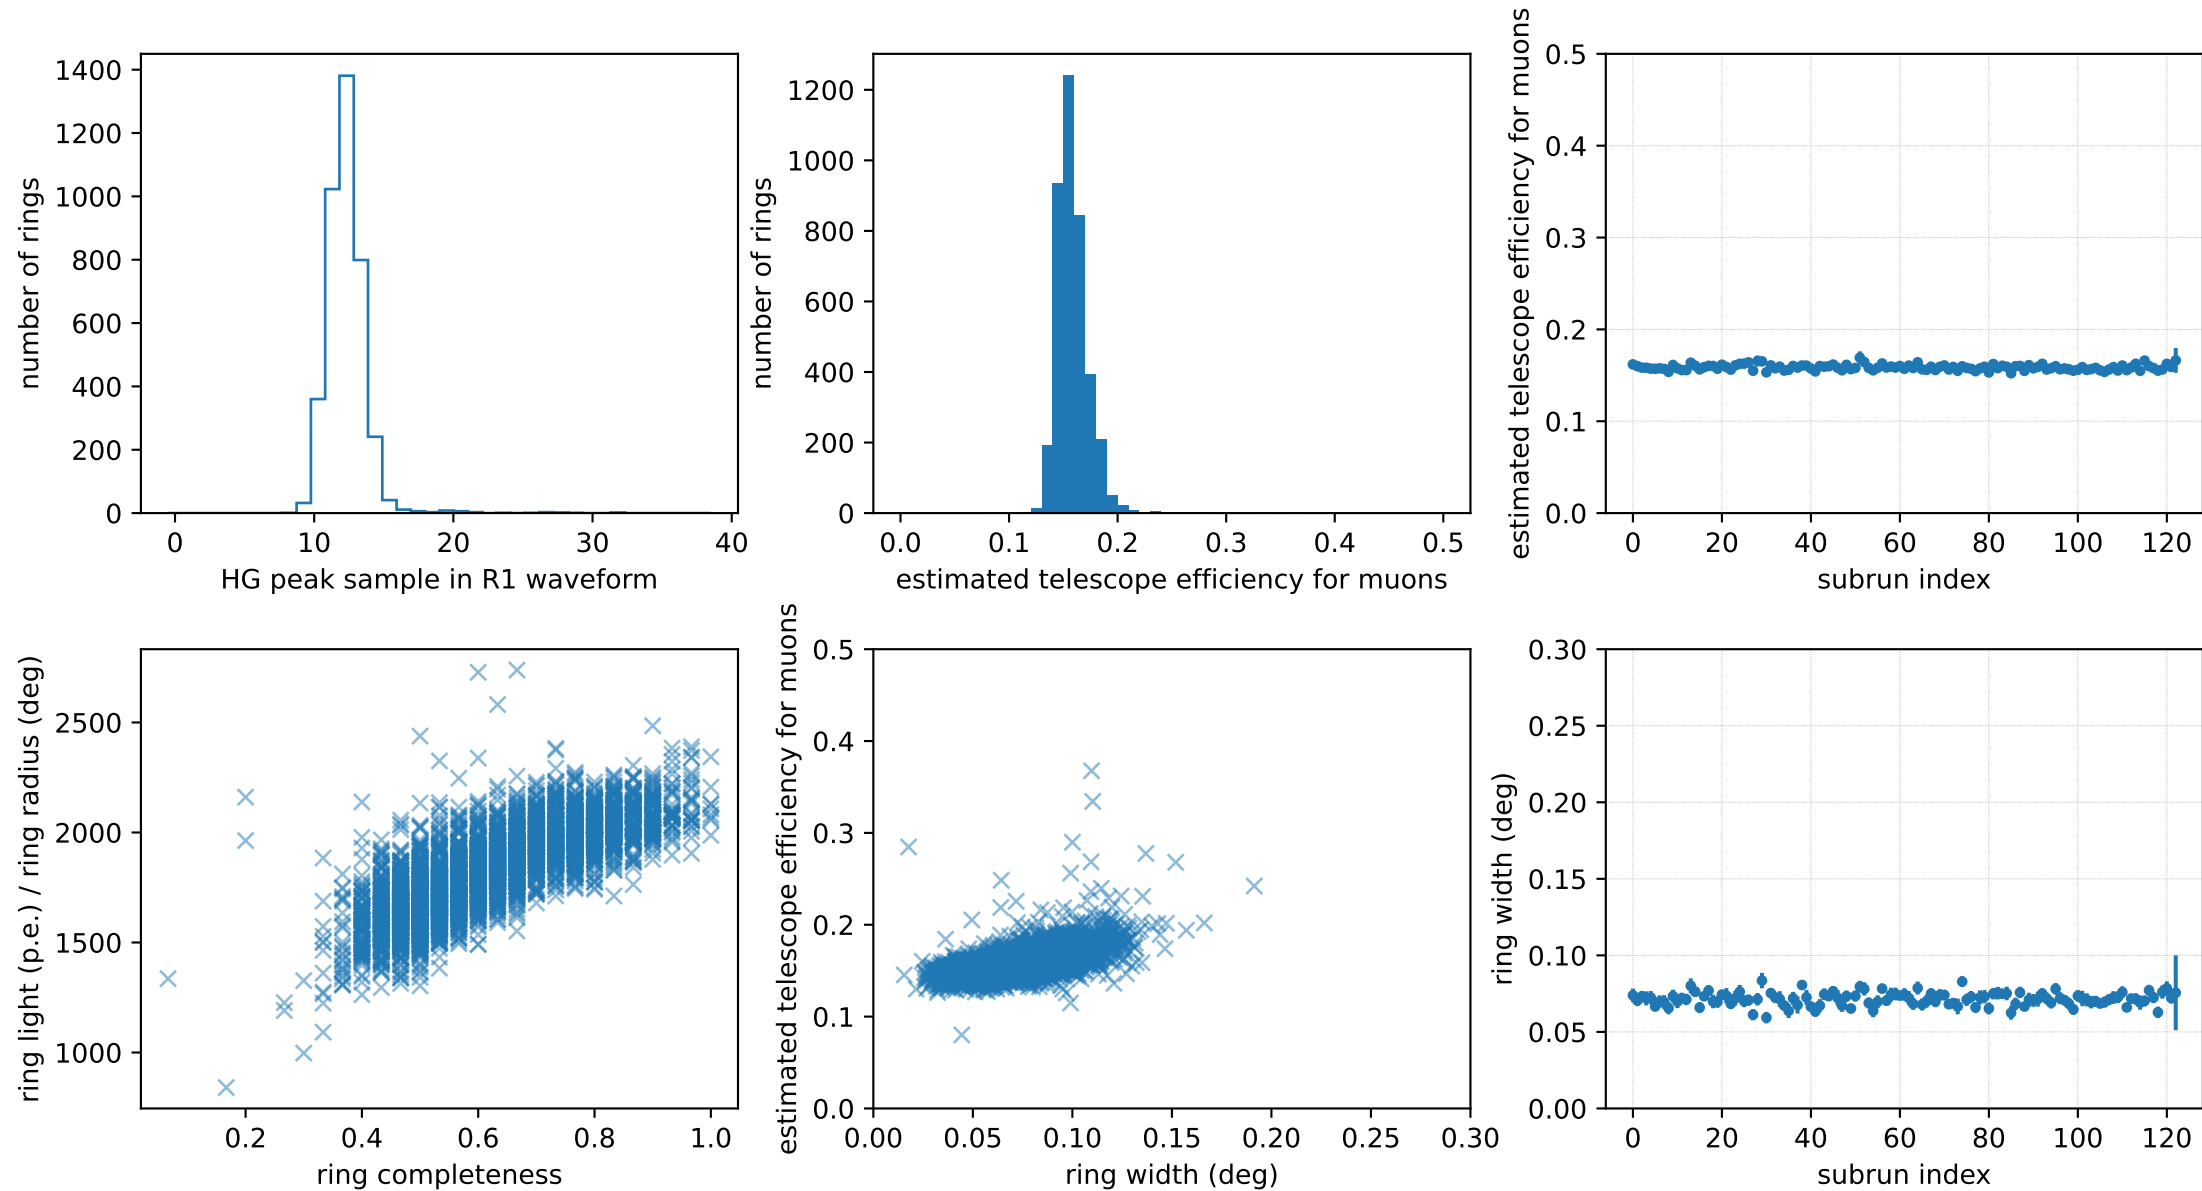 number of rings
1400
1200
1000
800
600
400
200
0
0 10 20 30 40
HG peak sample in R1 waveform
number of rings
1200
1000
800
600
400
200
0
0.0 0.1 0.2 0.3 0.4 0.5
estimated telescope efficiency for muons
estimated telescope efficiency for muons
0.5
0.4
0.3
0.2
0.1
0.0
0 20 40 60 80 100 120
subrun index
ring light (p.e.) / ring radius (deg)
2500
2000
1500
1000
0.2 0.4 0.6 0.8 1.0
ring completeness
estimated telescope efficiency for muons
0.5
0.4
0.3
0.2
0.1
0.0
0.00 0.05 0.10 0.15 0.20 0.25 0.30
ring width (deg)
ring width (deg)
0.30
0.25
0.20
0.15
0.10
0.05
0.00
0 20 40 60 80 100 120
subrun index